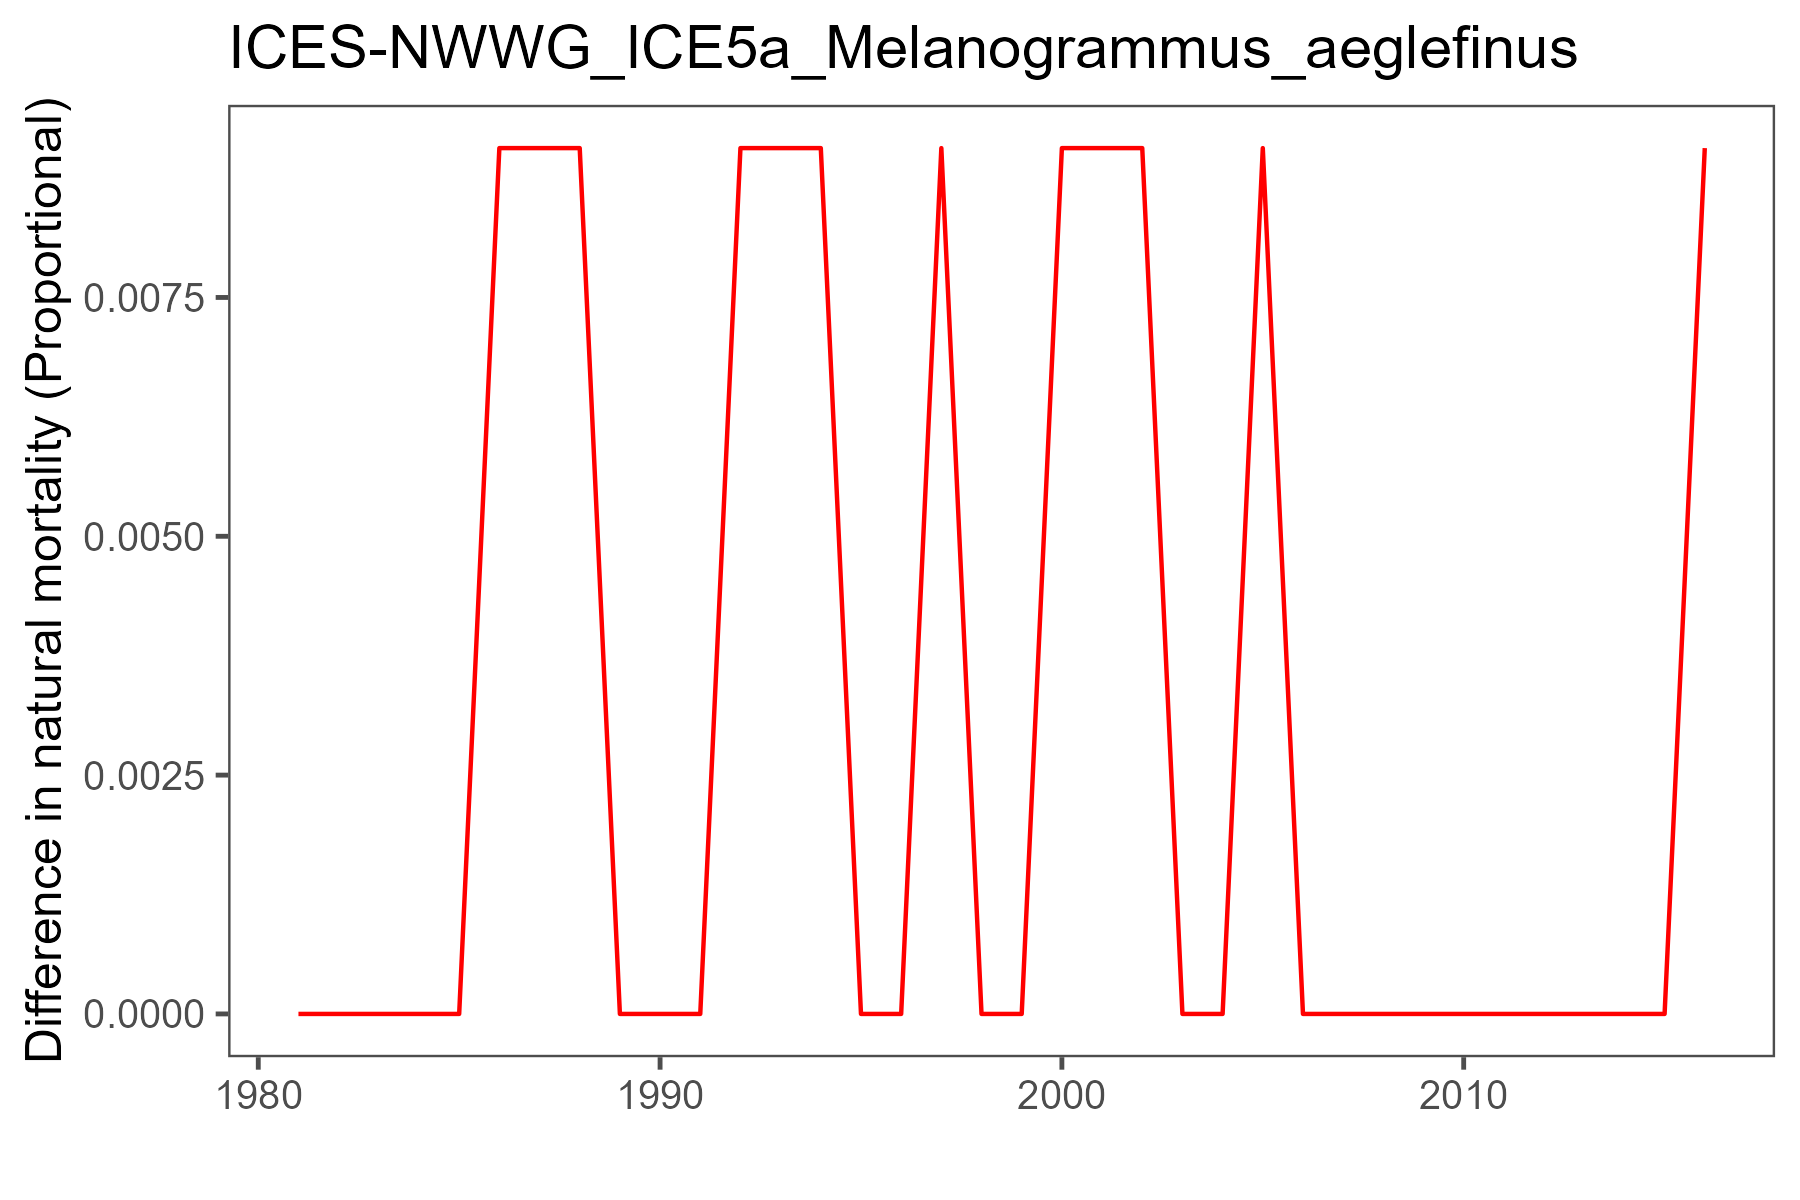 ICES-NWWG_ICE5a_Melanogrammus_aeglefinus
Difference in natural mortality (Proportional)
0.0075
0.0050
0.0025
0.0000
1980 1990 2000 2010